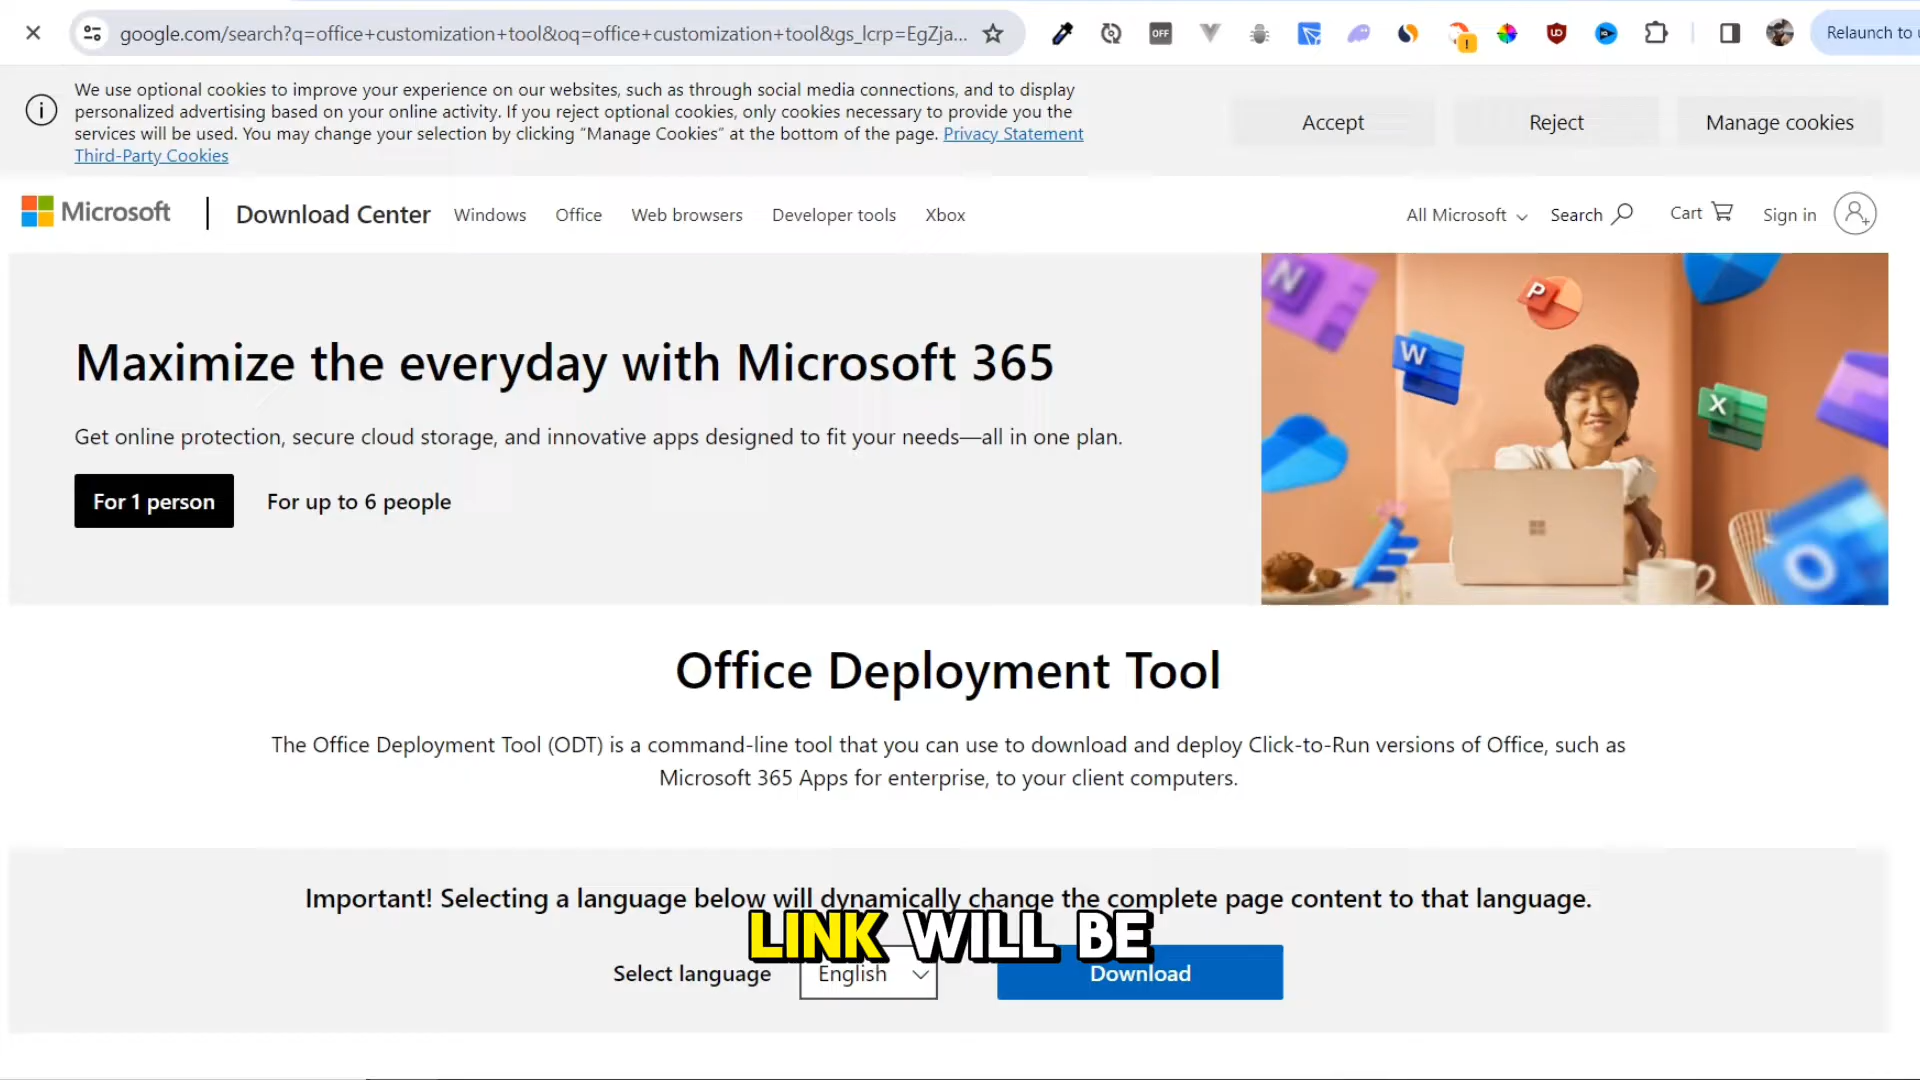 google.com/search?q=office+customization+tool&oq=office+customization+tool&gs_lcrp=EgZja...
OFF
UD
Relaunch to
We use optional cookies to improve your experience on our websites, such as through social media connections, and to display
personalized advertising based on your online activity. If you reject optional cookies, only cookies necessary to provide you the
services will be used. You may change your selection by clicking “Manage Cookies” at the bottom of the page. Privacy Statement
Third-Party Cookies
Accept
Reject
Manage cookies
Microsoft
Download Center
Windows
Office
Web browsers
Developer tools
Xbox
All Microsoft
Search
Cart
Sign in
Maximize the everyday with Microsoft 365
Get online protection, secure cloud storage, and innovative apps designed to fit your needs—all in one plan.
For 1 person
For up to 6 people
N
P
W
X
O
Office Deployment Tool
The Office Deployment Tool (ODT) is a command-line tool that you can use to download and deploy Click-to-Run versions of Office, such as
Microsoft 365 Apps for enterprise, to your client computers.
Important! Selecting a language below will dynamically change the complete page content to that language.
LINK WILL BE
Select language
English
Download